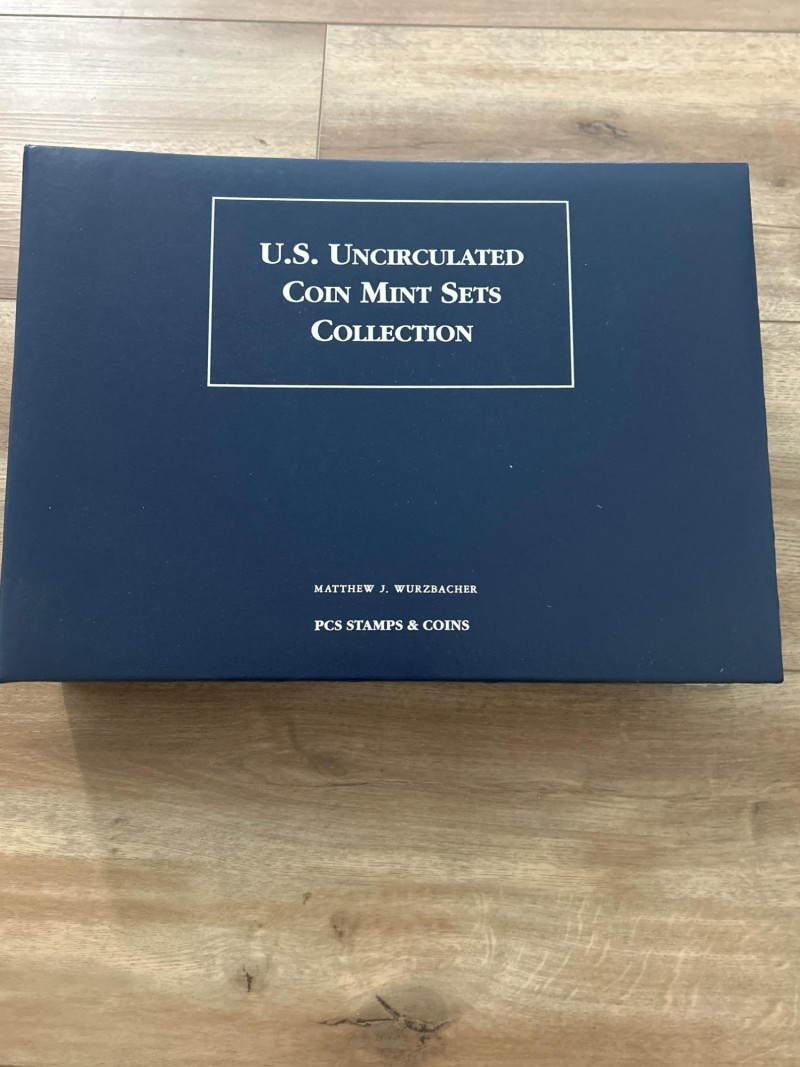 U.S. Uncirculated
Coin Mint Sets
Collection
MATTHEW J. WURZBACHER
PCS STAMPS & COINS